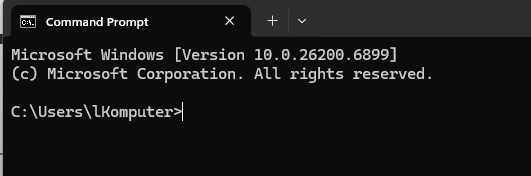 Command Prompt
Microsoft Windows [Version 10.0.26200.6899]
(c) Microsoft Corporation. All rights reserved.
C:\Users\lKomputer>